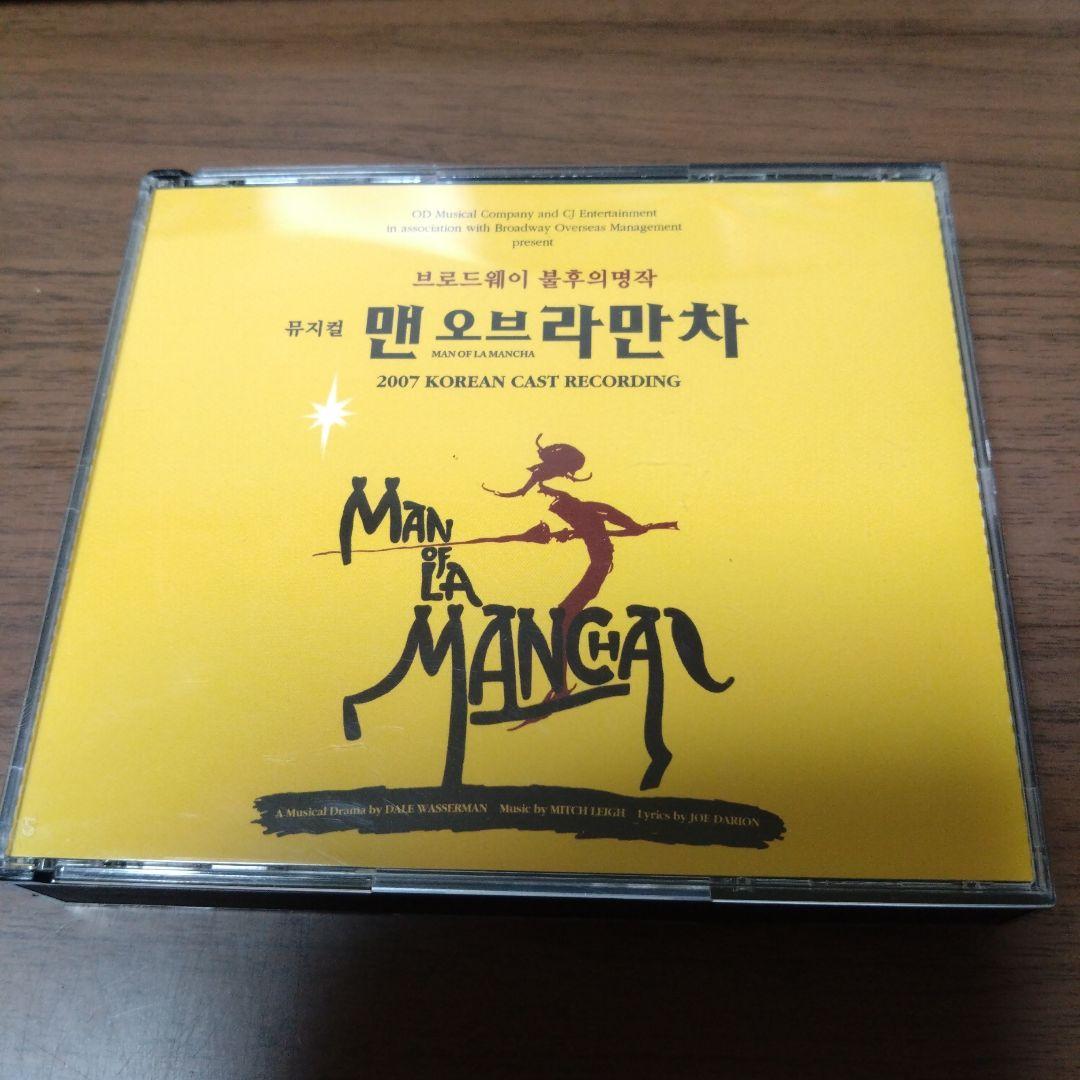 OD Musical Company and CJ Entertainment
in association with Broadway Overseas Management
present
브로드웨이 불후의명작
뮤지컬 맨 오브 라만차
MAN OF LA MANCHA
2007 KOREAN CAST RECORDING
MAN
OF
LA
MANCHA
A Musical Drama by DALE WASSERMAN Music by MITCH LEIGH Lyrics by JOE DARION